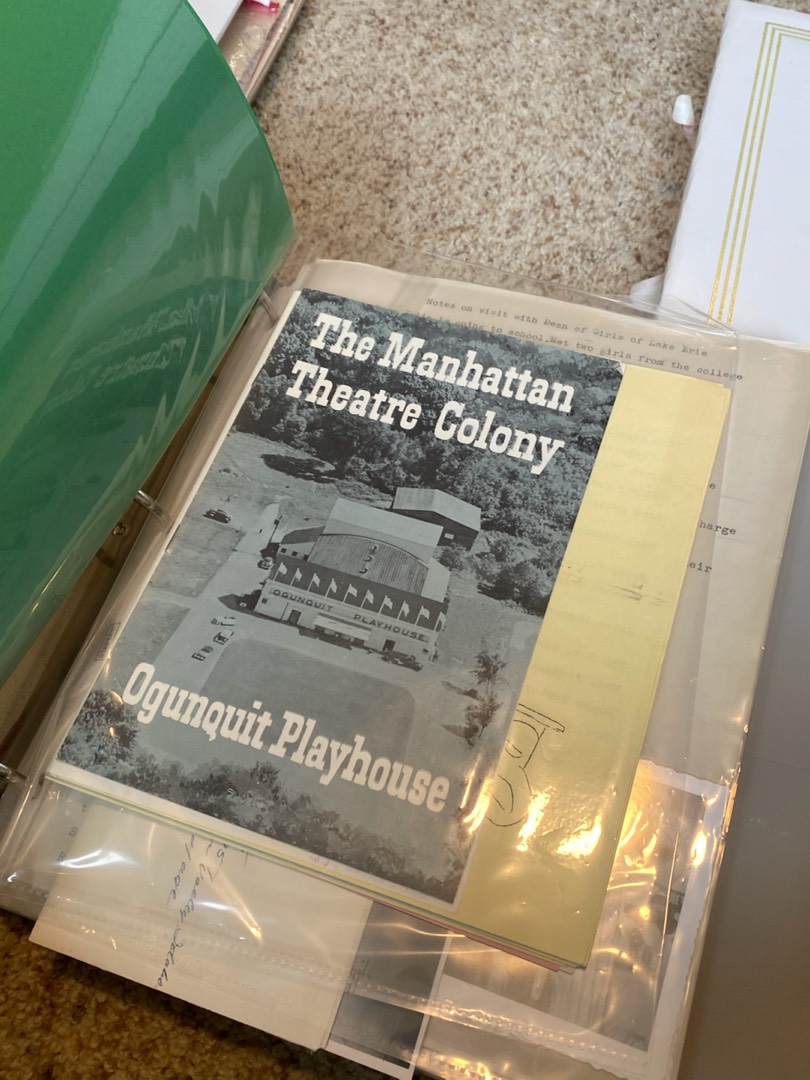 Notes on visit with Dean of Girls of Lake Erie
to school. Met two girls from the college
The Manhattan
Theatre Colony
harge
eir
OGUNQUIT PLAYHOUSE
Ogunquit Playhouse